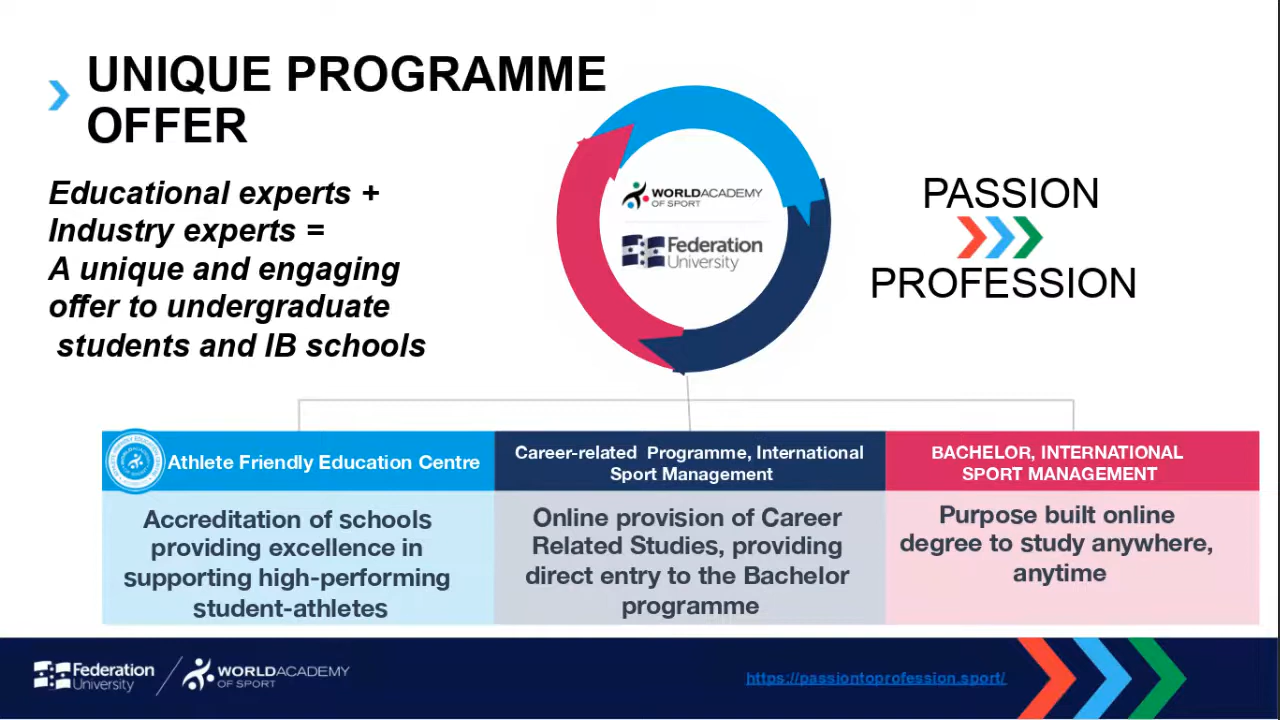 UNIQUE PROGRAMME
OFFER
Educational experts +
Industry experts =
A unique and engaging
offer to undergraduate
students and IB schools
WORLDACADEMY
OF SPORT
Federation
University
PASSION
PROFESSION
Athlete Friendly Education Centre
Accreditation of schools
providing excellence in
supporting high-performing
student-athletes
Career-related Programme, International
Sport Management
Online provision of Career
Related Studies, providing
direct entry to the Bachelor
programme
BACHELOR, INTERNATIONAL
SPORT MANAGEMENT
Purpose built online
degree to study anywhere,
anytime
Federation
University
WORLDACADEMY
OF SPORT
https://passiontoprofession.sport/